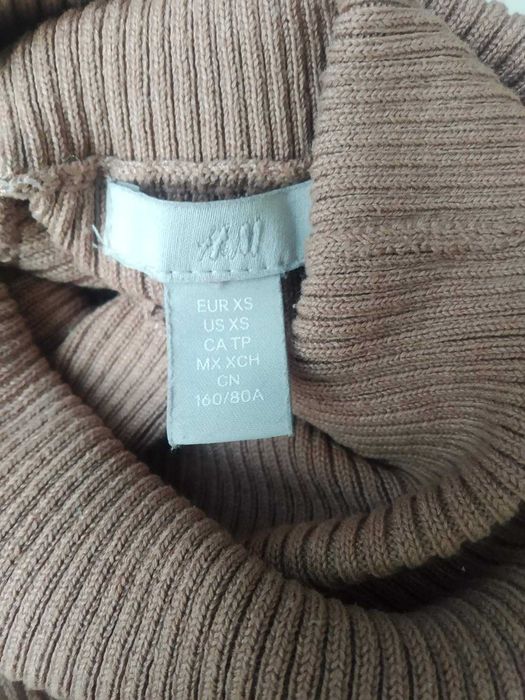 H&M
EUR XS
US XS
CA TP
MX XCH
CN
160/80A